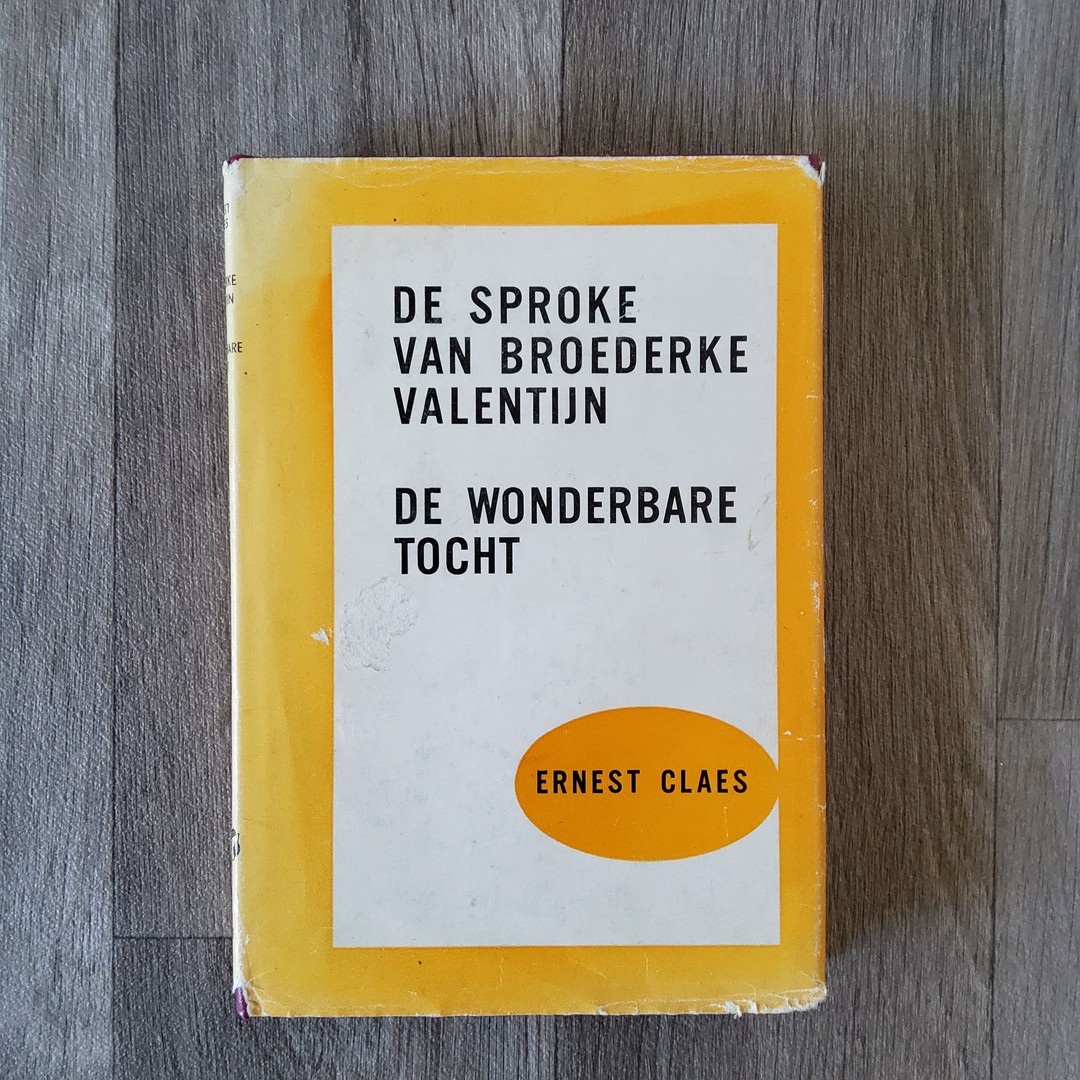 DE SPROKE
VAN BROEDERKE
VALENTIJN
DE WONDERBARE
TOCHT
ERNEST CLAES